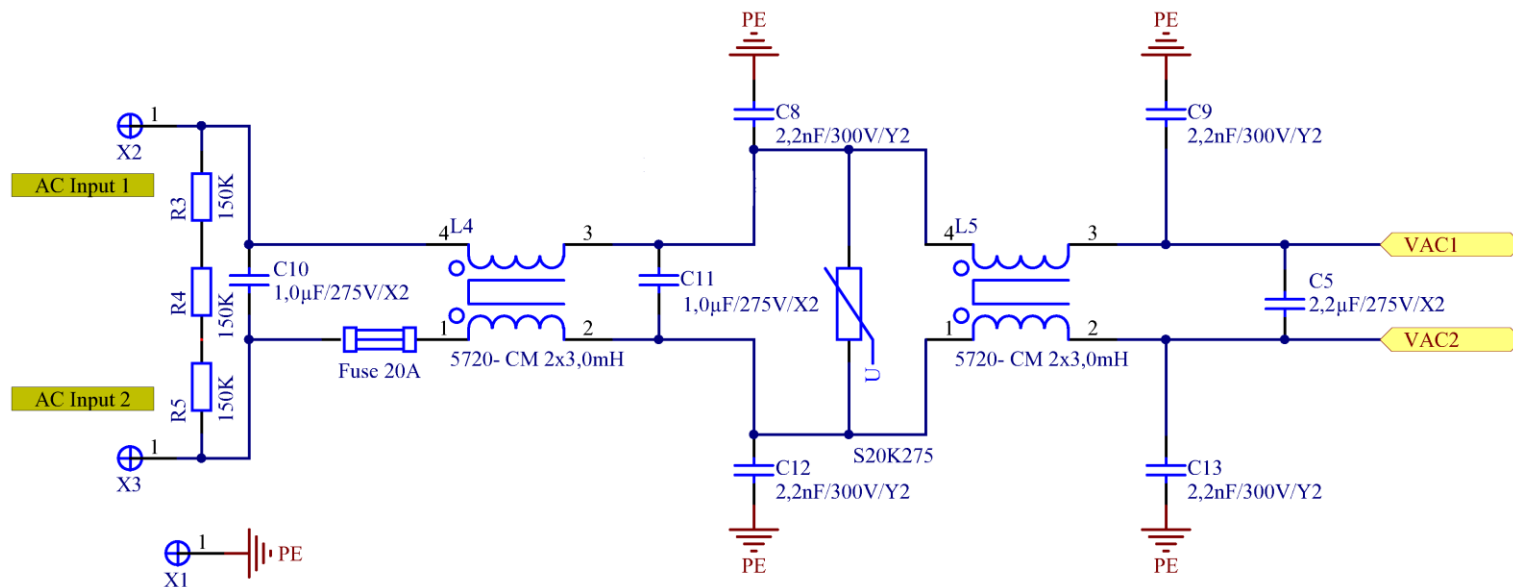 PE
PE
1
X2
AC Input 1
R3
150K
R4
150K
R5
150K
AC Input 2
1
X3
1
X1
PE
C10
1,0µF/275V/X2
Fuse 20A
4
L4
3
1
2
5720- CM 2x3,0mH
C11
1,0µF/275V/X2
C8
2,2nF/300V/Y2
C12
2,2nF/300V/Y2
PE
U
S20K275
4
L5
3
1
2
5720- CM 2x3,0mH
C9
2,2nF/300V/Y2
C13
2,2nF/300V/Y2
PE
C5
2,2µF/275V/X2
VAC1
VAC2